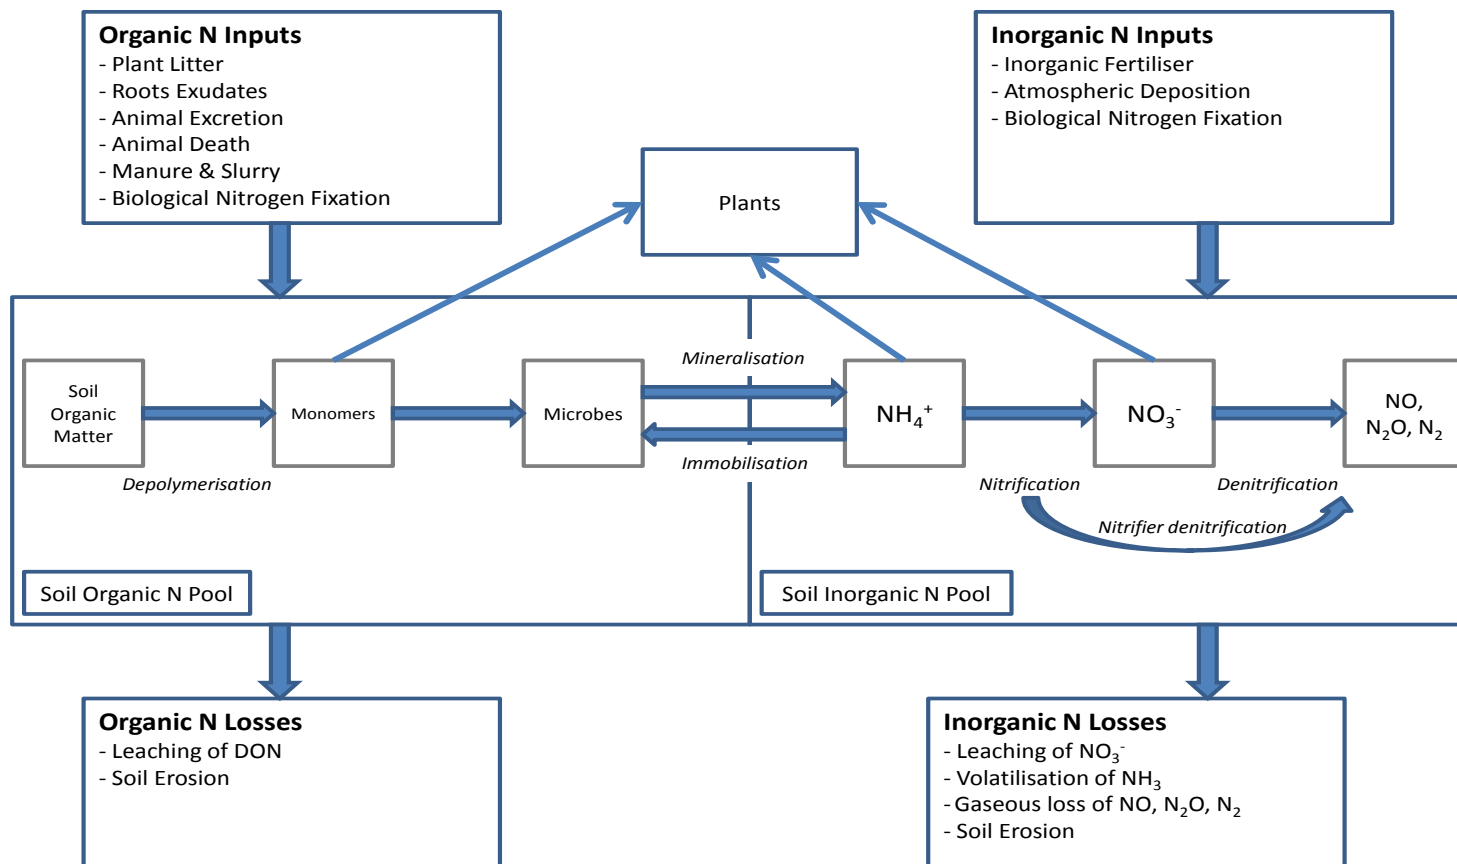 Organic N Inputs
- Plant Litter
- Roots Exudates
- Animal Excretion
- Animal Death
- Manure & Slurry
- Biological Nitrogen Fixation
Inorganic N Inputs
- Inorganic Fertiliser
- Atmospheric Deposition
- Biological Nitrogen Fixation
Plants
Soil
Organic
Matter
Depolymerisation
Monomers
Microbes
Mineralisation
Immobilisation
NH₄⁺
Nitrification
NO₃⁻
Denitrification
Nitrifier denitrification
NO,
N₂O, N₂
Soil Organic N Pool
Soil Inorganic N Pool
Organic N Losses
- Leaching of DON
- Soil Erosion
Inorganic N Losses
- Leaching of NO₃⁻
- Volatilisation of NH₃
- Gaseous loss of NO, N₂O, N₂
- Soil Erosion